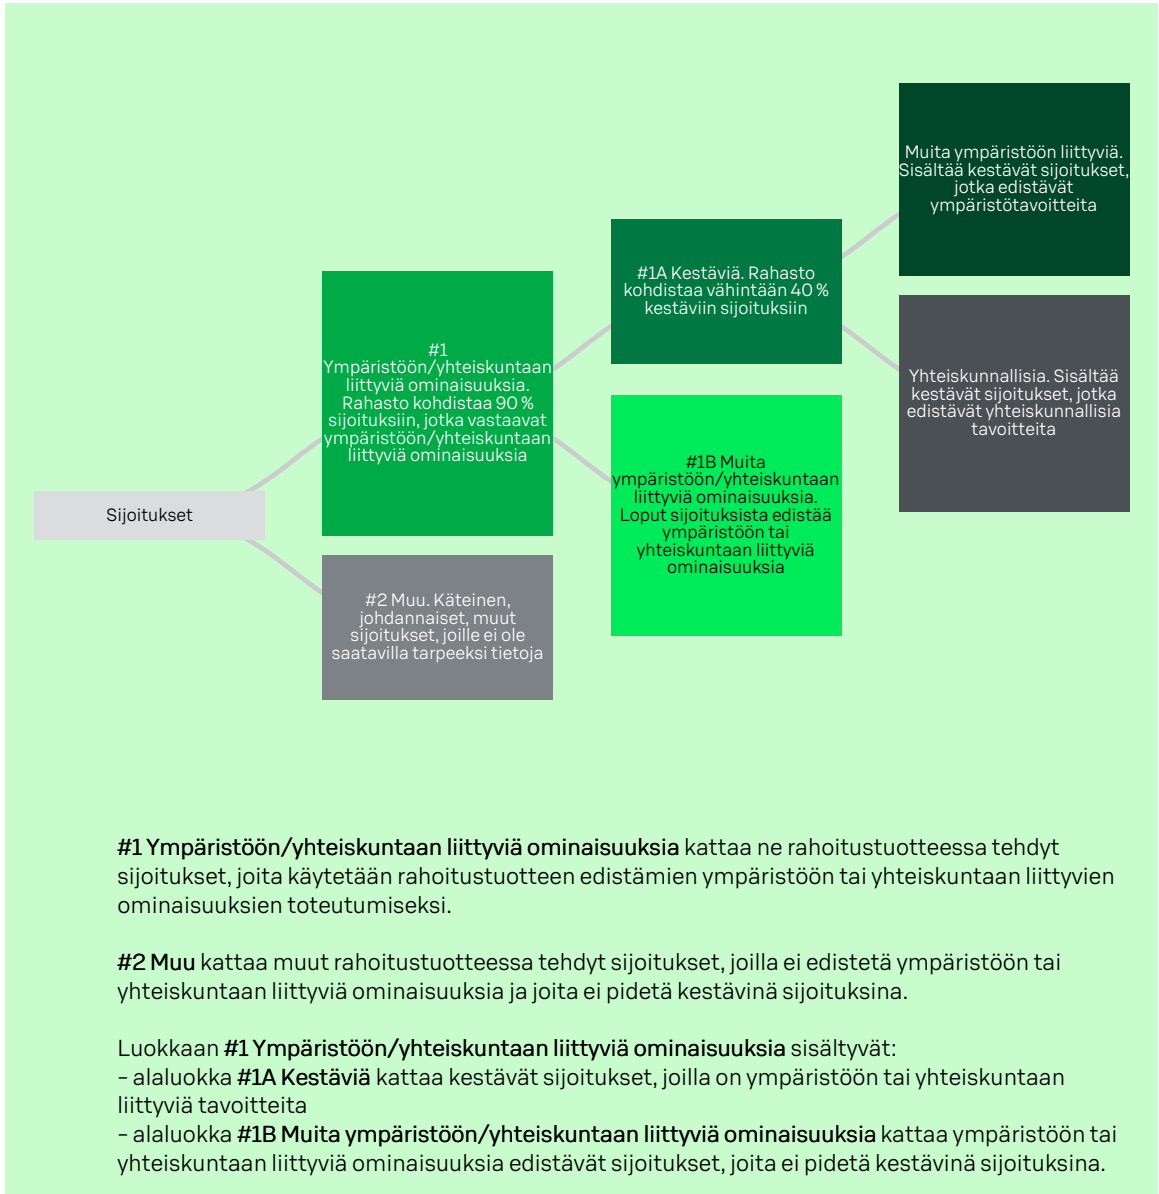 Sijoitukset
#1
Ympäristöön/yhteiskuntaan
liittyviä ominaisuuksia.
Rahasto kohdistaa 90 %
sijoituksiin, jotka vastaavat
ympäristöön/yhteiskuntaan
liittyviä ominaisuuksia
#2 Muu. Käteinen,
johdannaiset, muut
sijoitukset, joille ei ole
saatavilla tarpeeksi tietoja
#1A Kestäviä. Rahasto
kohdistaa vähintään 40 %
kestäviin sijoituksiin
#1B Muita
ympäristöön/yhteiskuntaan
liittyviä ominaisuuksia.
Loput sijoituksista edistää
ympäristöön tai
yhteiskuntaan liittyviä
ominaisuuksia
Muita ympäristöön liittyviä.
Sisältää kestävät sijoitukset,
jotka edistävät
ympäristötavoitteita
Yhteiskunnallisia. Sisältää
kestävät sijoitukset, jotka
edistävät yhteiskunnallisia
tavoitteita
#1 Ympäristöön/yhteiskuntaan liittyviä ominaisuuksia kattaa ne rahoitustuotteessa tehdyt
sijoitukset, joita käytetään rahoitustuotteen edistämien ympäristöön tai yhteiskuntaan liittyvien
ominaisuuksien toteutumiseksi.
#2 Muu kattaa muut rahoitustuotteessa tehdyt sijoitukset, joilla ei edistetä ympäristöön tai
yhteiskuntaan liittyviä ominaisuuksia ja joita ei pidetä kestävinä sijoituksina.
Luokkaan #1 Ympäristöön/yhteiskuntaan liittyviä ominaisuuksia sisältyvät:
- alaluokka #1A Kestäviä kattaa kestävät sijoitukset, joilla on ympäristöön tai yhteiskuntaan
liittyviä tavoitteita
- alaluokka #1B Muita ympäristöön/yhteiskuntaan liittyviä ominaisuuksia kattaa ympäristöön tai
yhteiskuntaan liittyviä ominaisuuksia edistävät sijoitukset, joita ei pidetä kestävinä sijoituksina.